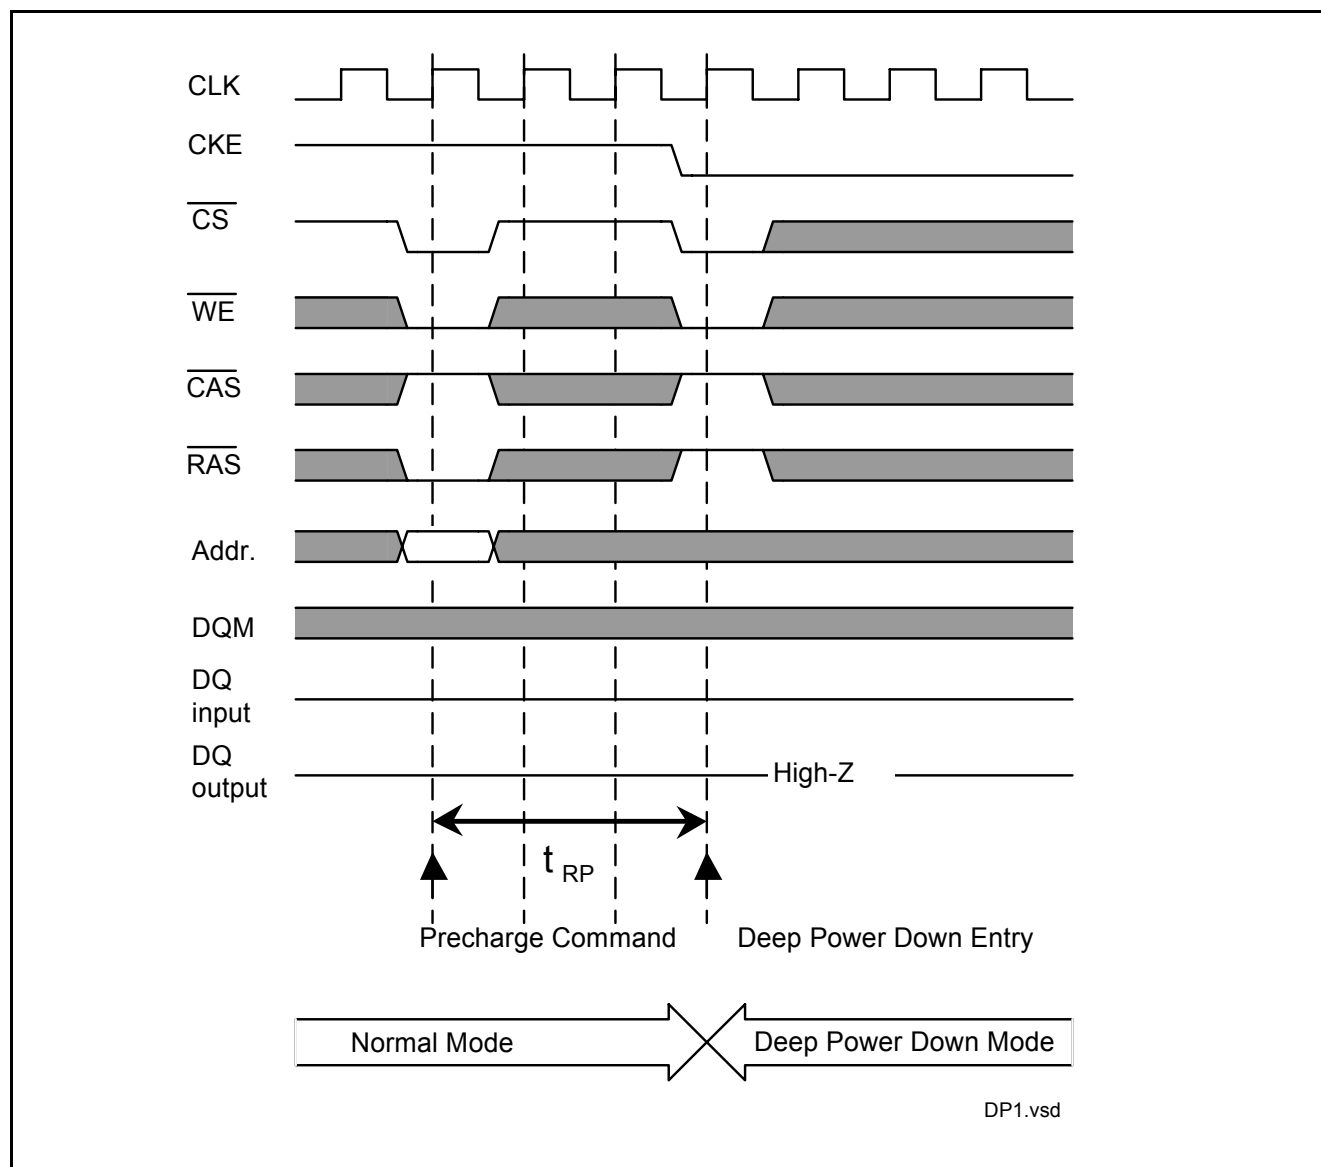 CLK
CKE
CS
WE
CAS
RAS
Addr.
DQM
DQ
input
DQ
output
High-Z
t RP
Precharge Command
Deep Power Down Entry
Normal Mode
Deep Power Down Mode
DP1.vsd